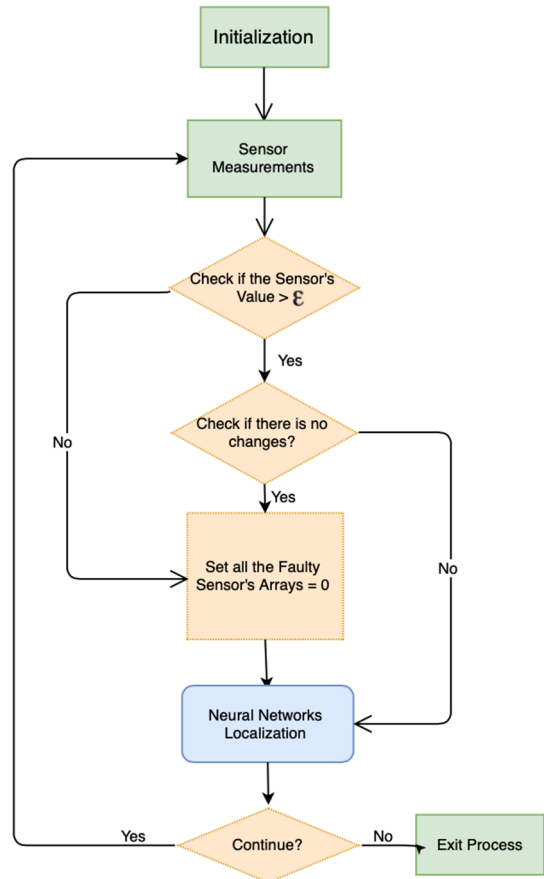 Initialization
Sensor
Measurements
Check if the Sensor's
Value > ε
Yes
Check if there is no
changes?
No
Yes
Set all the Faulty
Sensor's Arrays = 0
No
Neural Networks
Localization
Yes
Continue?
No
Exit Process